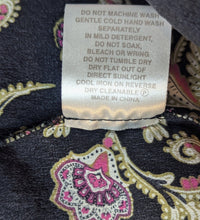 DO NOT MACHINE WASH
GENTLE COLD HAND WASH
SEPARATELY
IN MILD DETERGENT,
DO NOT SOAK,
BLEACH OR WRING
DO NOT TUMBLE DRY
DRY FLAT OUT OF
DIRECT SUNLIGHT
COOL IRON ON REVERSE
DRY CLEANABLE Ⓟ
MADE IN CHINA